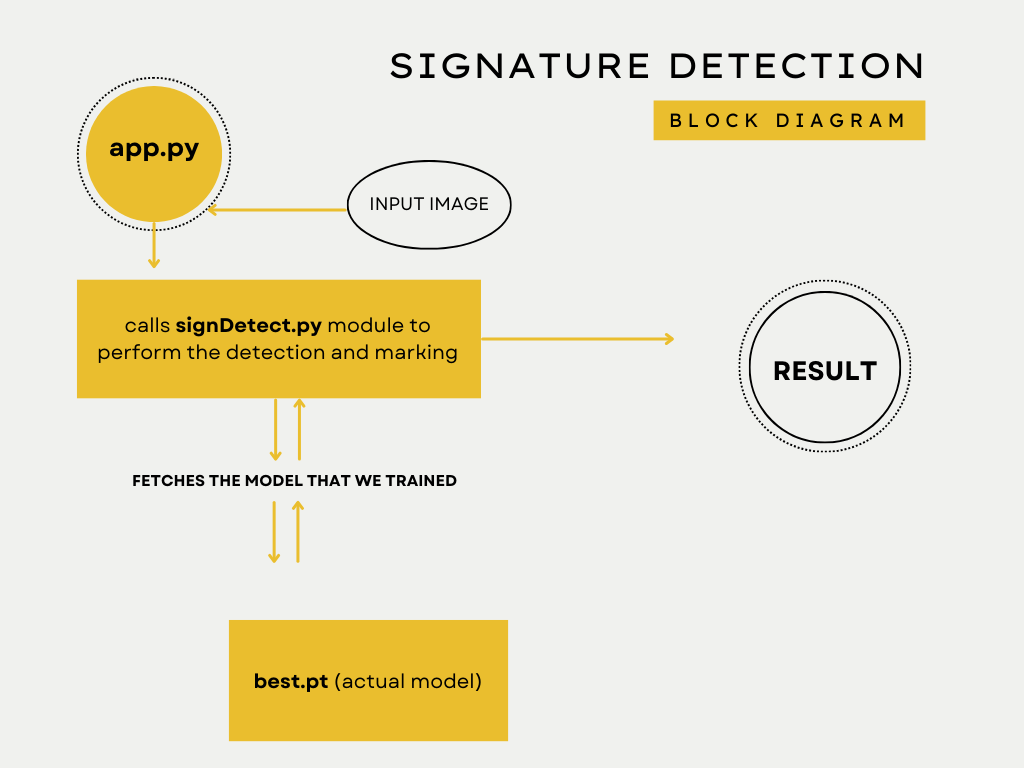 SIGNATURE DETECTION
BLOCK DIAGRAM
app.py
INPUT IMAGE
calls signDetect.py module to
perform the detection and marking
RESULT
FETCHES THE MODEL THAT WE TRAINED
best.pt (actual model)